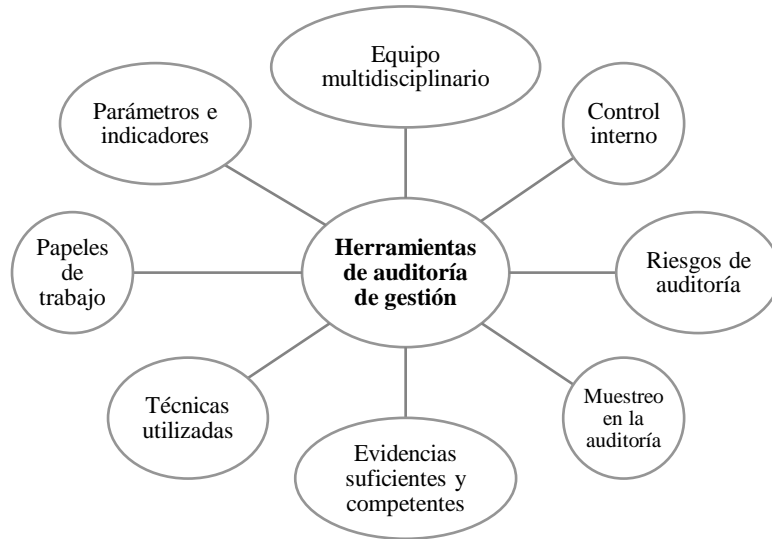 Equipo
multidisciplinario
Control
interno
Riesgos de
auditoría
Muestreo
en la
auditoría
Evidencias
suficientes y
competentes
Técnicas
utilizadas
Papeles
de
trabajo
Parámetros e
indicadores
Herramientas
de auditoría
de gestión